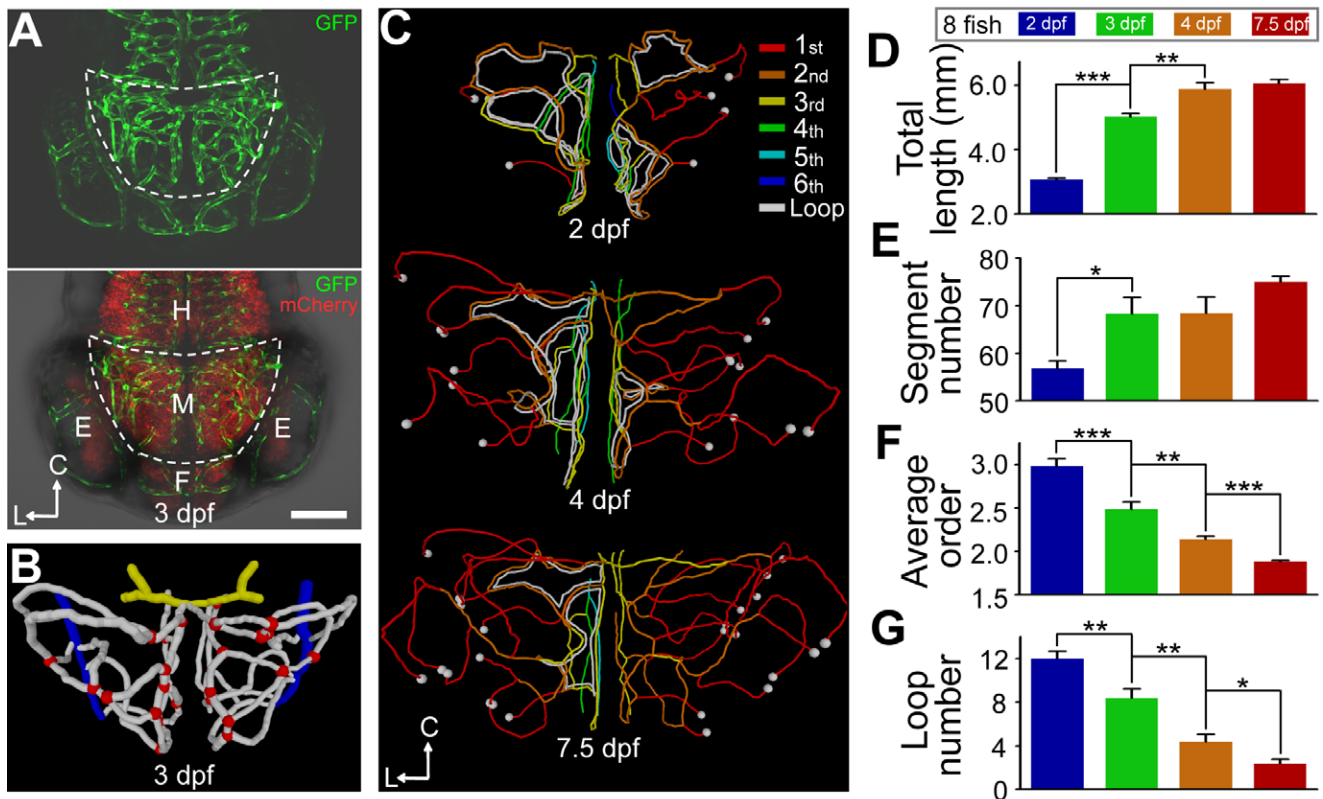 A
GFP
GFP
mCherry
H
M
E
E
F
C
L
3 dpf
B
3 dpf
C
1st
2nd
3rd
4th
5th
6th
Loop
2 dpf
4 dpf
7.5 dpf
C
L
8 fish 2 dpf 3 dpf 4 dpf 7.5 dpf
D
Total
length (mm)
6.0
4.0
2.0
***
**
E
Segment
number
80
70
60
50
*
F
Average
order
3.0
2.5
2.0
1.5
***
**
***
G
Loop
number
12
8
4
0
**
**
*